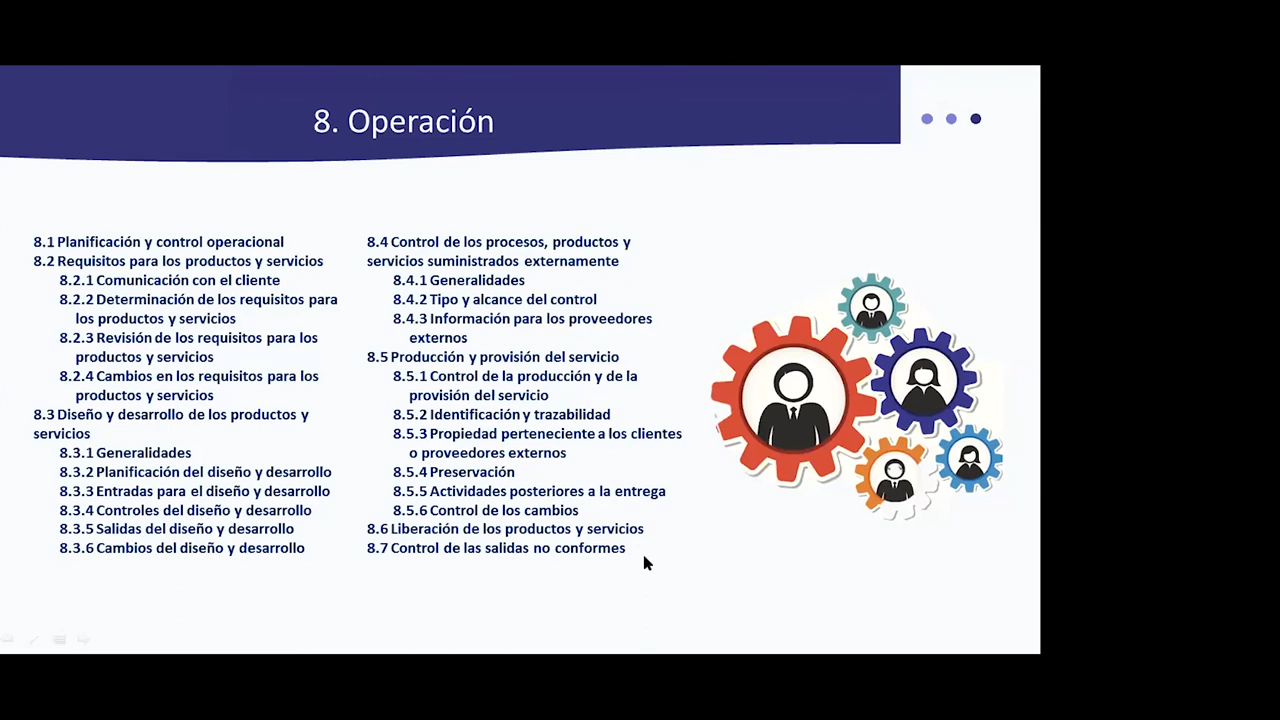 8. Operación
8.1 Planificación y control operacional
8.2 Requisitos para los productos y servicios
8.2.1 Comunicación con el cliente
8.2.2 Determinación de los requisitos para
los productos y servicios
8.2.3 Revisión de los requisitos para los
productos y servicios
8.2.4 Cambios en los requisitos para los
productos y servicios
8.3 Diseño y desarrollo de los productos y
servicios
8.3.1 Generalidades
8.3.2 Planificación del diseño y desarrollo
8.3.3 Entradas para el diseño y desarrollo
8.3.4 Controles del diseño y desarrollo
8.3.5 Salidas del diseño y desarrollo
8.3.6 Cambios del diseño y desarrollo
8.4 Control de los procesos, productos y
servicios suministrados externamente
8.4.1 Generalidades
8.4.2 Tipo y alcance del control
8.4.3 Información para los proveedores
externos
8.5 Producción y provisión del servicio
8.5.1 Control de la producción y de la
provisión del servicio
8.5.2 Identificación y trazabilidad
8.5.3 Propiedad perteneciente a los clientes
o proveedores externos
8.5.4 Preservación
8.5.5 Actividades posteriores a la entrega
8.5.6 Control de los cambios
8.6 Liberación de los productos y servicios
8.7 Control de las salidas no conformes